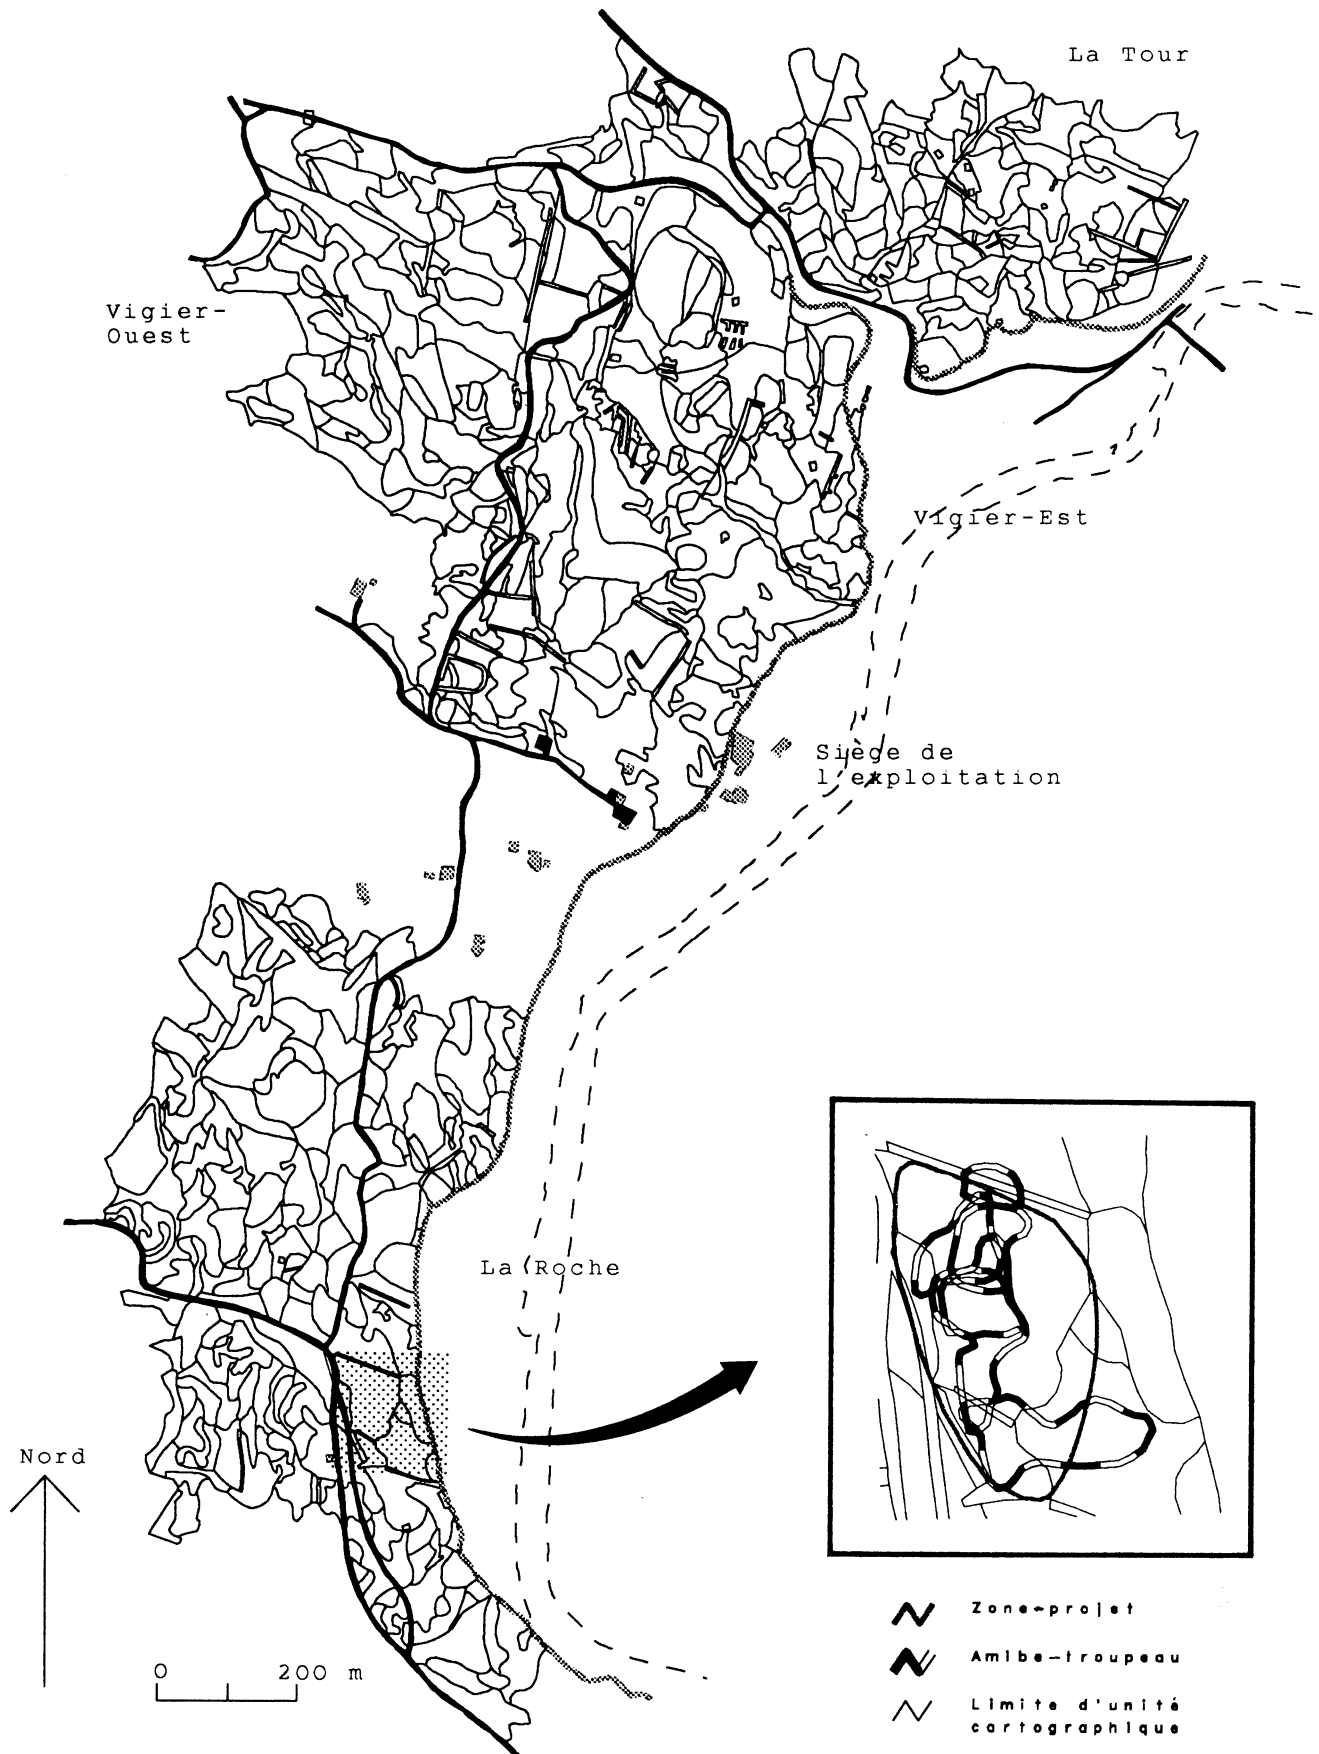 La Tour
Vigier-
Ouest
Vigier-Est
Siège de
l'exploitation
La Roche
Nord
0 200 m
Zone-projet
Amibe-troupeau
Limite d'unité
cartographique